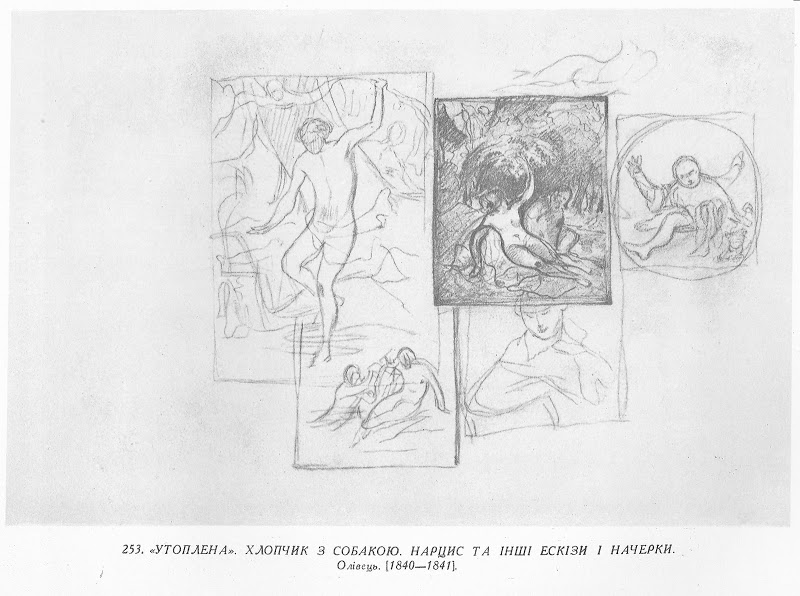 253. «УТОПЛЕНА». ХЛОПЧИК З СОБАКОЮ. НАРЦИС ТА ІНШІ ЕСКІЗИ І НАЧЕРКИ.
Олівець. [1840—1841].